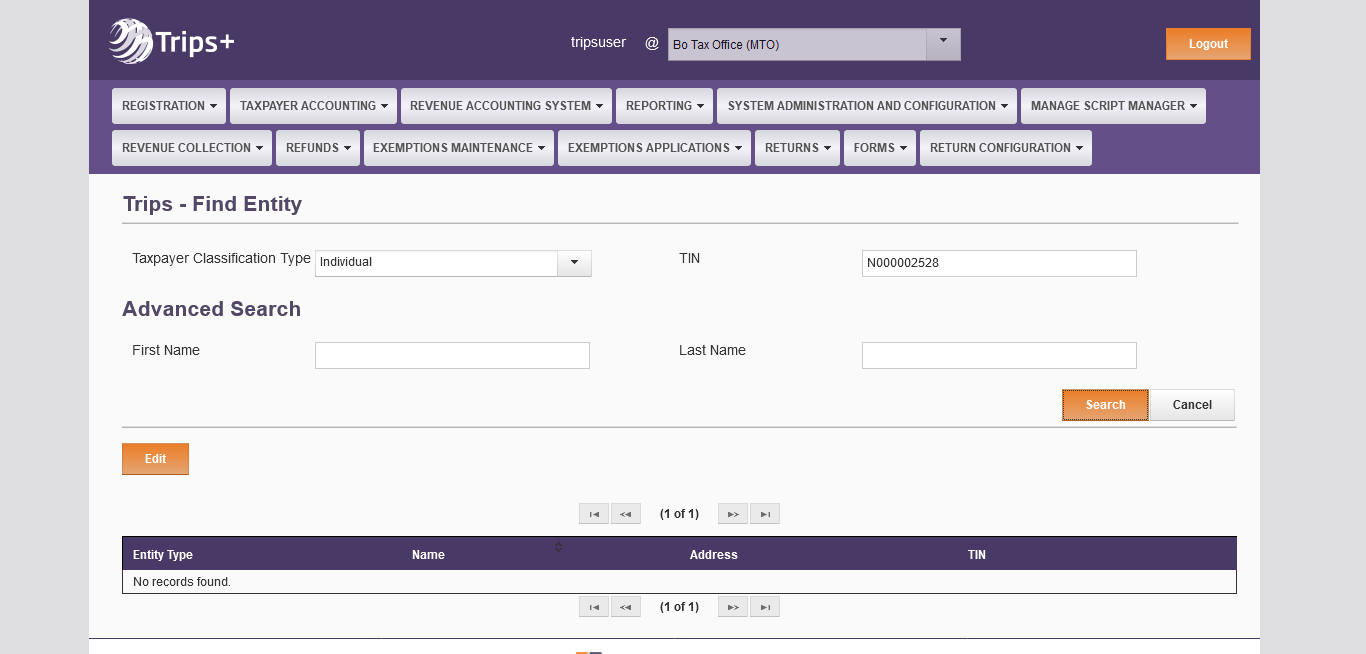 Trips+
tripsuser @ Bo Tax Office (MTO)
Logout
REGISTRATION TAXPAYER ACCOUNTING REVENUE ACCOUNTING SYSTEM REPORTING SYSTEM ADMINISTRATION AND CONFIGURATION MANAGE SCRIPT MANAGER
REVENUE COLLECTION REFUNDS EXEMPTIONS MAINTENANCE EXEMPTIONS APPLICATIONS RETURNS FORMS RETURN CONFIGURATION
Trips - Find Entity
Taxpayer Classification Type Individual TIN N000002528
Advanced Search
First Name Last Name
Search Cancel
Edit
(1 of 1)
Entity Type Name Address TIN
No records found.
(1 of 1)